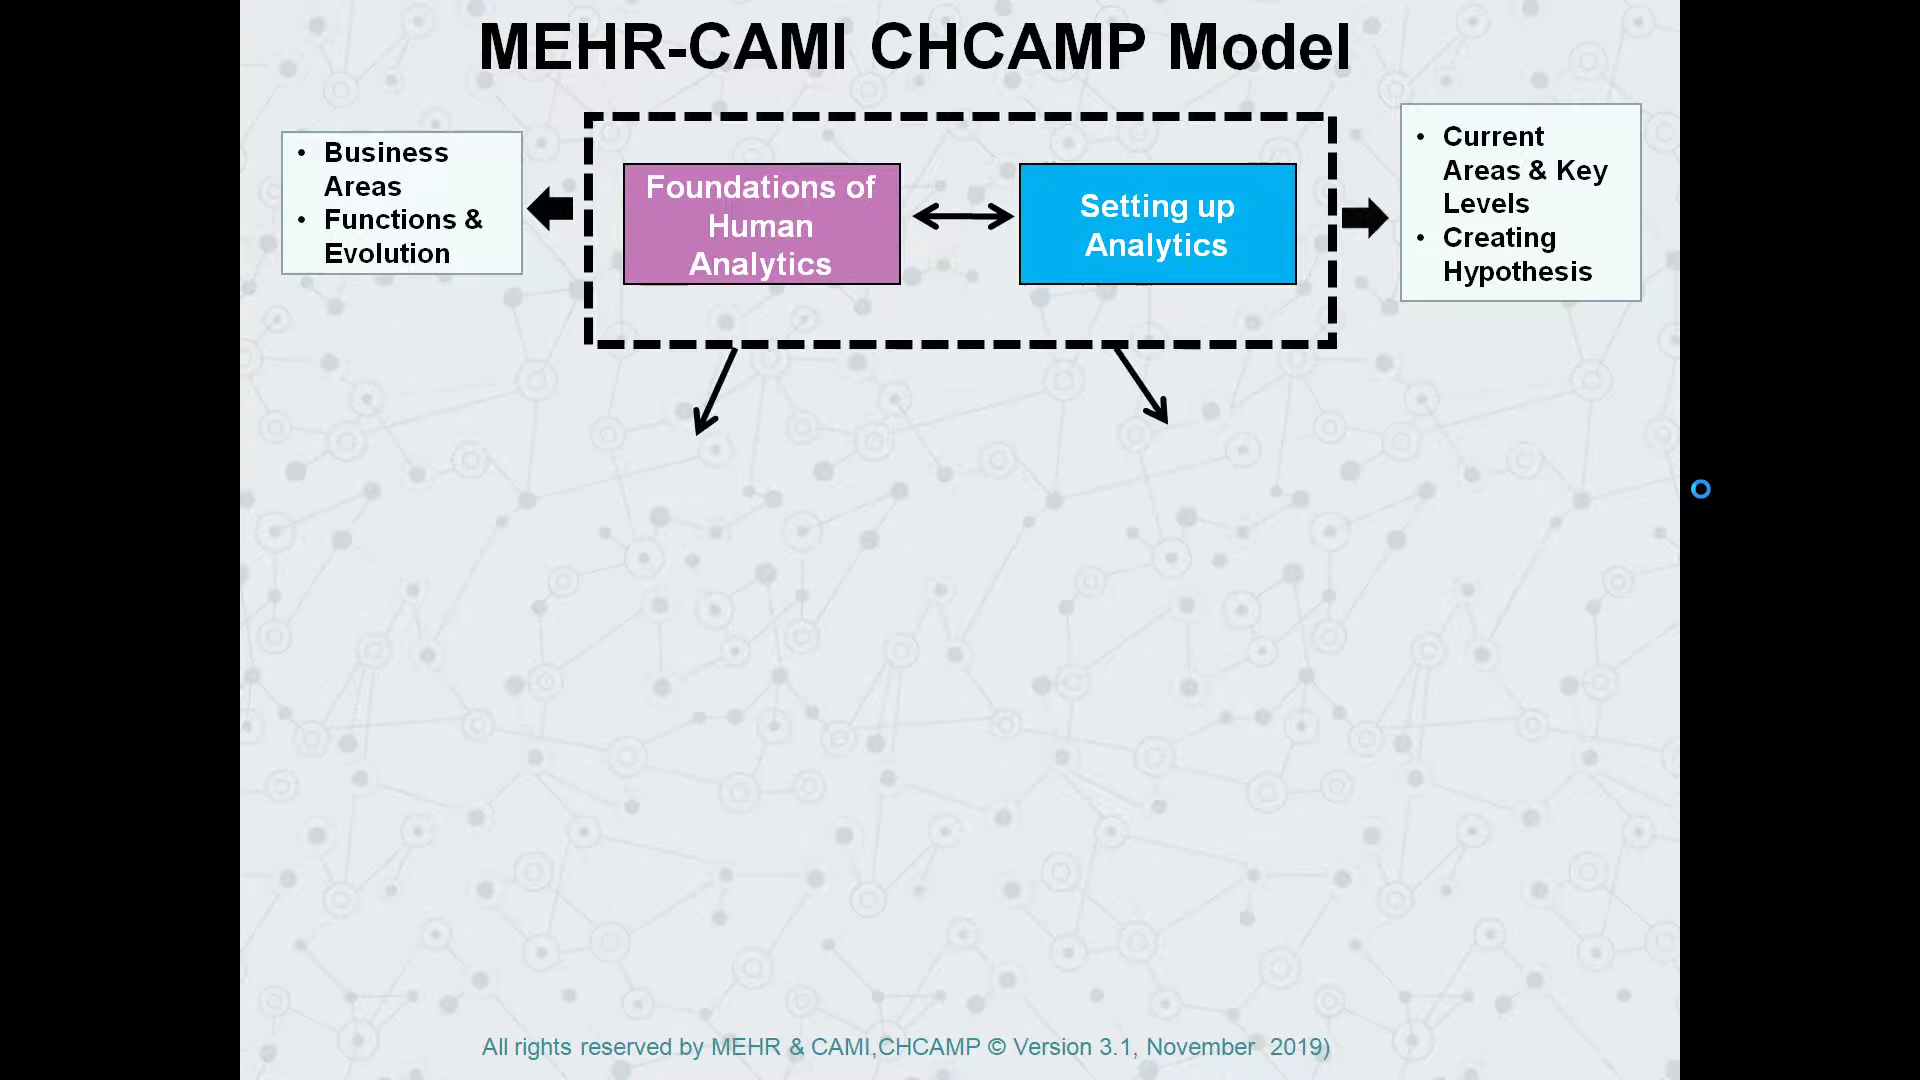 MEHR-CAMI CHCAMP Model
• Business
Areas
• Functions &
Evolution
Foundations of
Human
Analytics
Setting up
Analytics
• Current
Areas & Key
Levels
• Creating
Hypothesis
All rights reserved by MEHR & CAMI,CHCAMP © Version 3.1, November  2019)